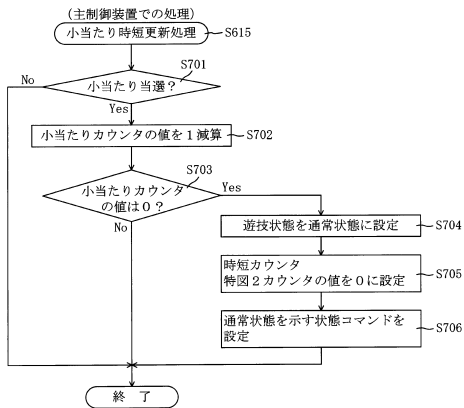 (主制御装置での処理)
小当たり時短更新処理
S615
S701
No
小当たり当選?
Yes
小当たりカウンタの値を1減算
S702
S703
小当たりカウンタ
の値は0?
Yes
No
遊技状態を通常状態に設定
S704
時短カウンタ
特図2カウンタの値を0に設定
S705
通常状態を示す状態コマンドを
設定
S706
終 了